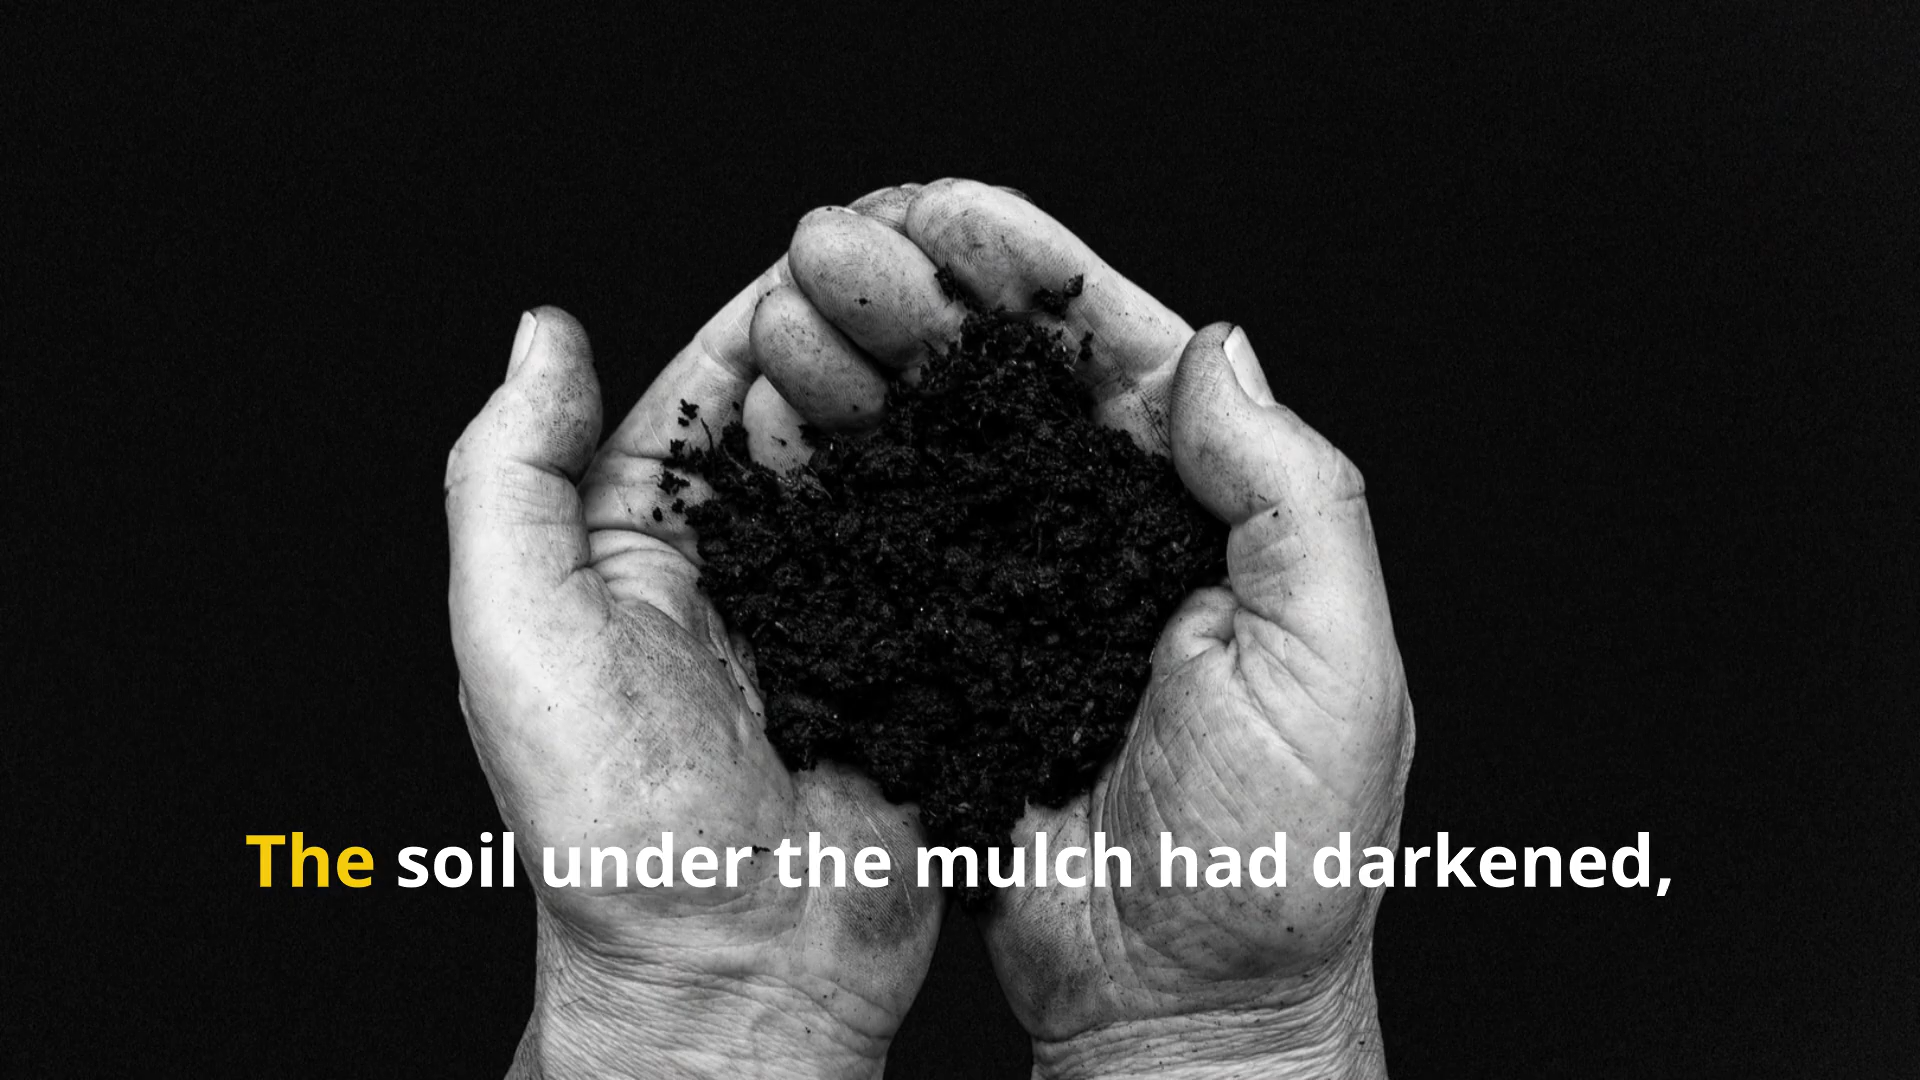 The soil under the mulch had darkened,